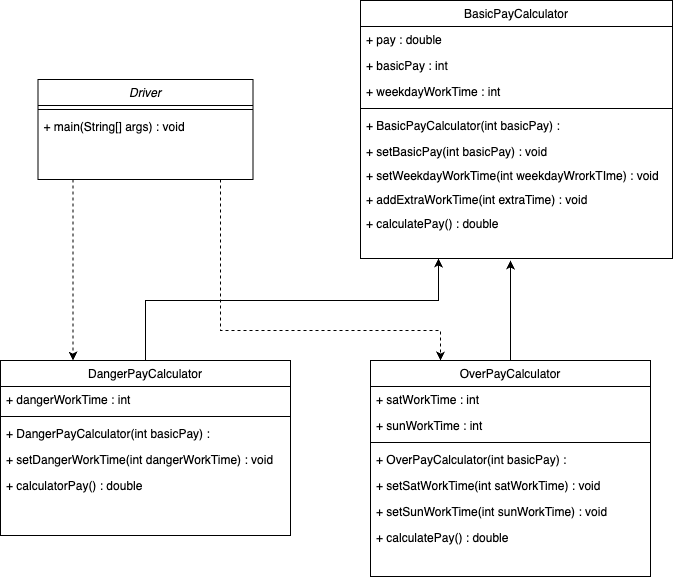 BasicPayCalculator
+ pay : double
+ basicPay : int
+ weekdayWorkTime : int
+ BasicPayCalculator(int basicPay) :
+ setBasicPay(int basicPay) : void
+ setWeekdayWorkTime(int weekdayWrorkTIme) : void
+ addExtraWorkTime(int extraTime) : void
+ calculatePay() : double
Driver
+ main(String[] args) : void
DangerPayCalculator
+ dangerWorkTime : int
+ DangerPayCalculator(int basicPay) :
+ setDangerWorkTime(int dangerWorkTime) : void
+ calculatorPay() : double
OverPayCalculator
+ satWorkTime : int
+ sunWorkTime : int
+ OverPayCalculator(int basicPay) :
+ setSatWorkTime(int satWorkTime) : void
+ setSunWorkTime(int sunWorkTime) : void
+ calculatePay() : double